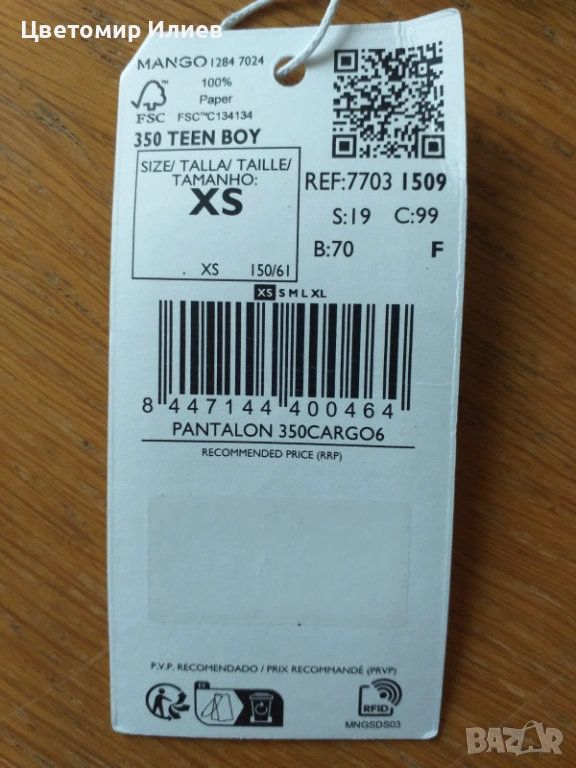 Цветомир Илиев
MANGO 1284 7024
100%
Paper
FSC
FSC™C134134
350 TEEN BOY
SIZE/ TALLA/ TAILLE/
TAMANHO:
XS
XS 150/61
REF:7703 1509
S:19 C:99
B:70 F
XS S M L XL
8 447144 400464
PANTALON 350CARGO6
RECOMMENDED PRICE (RRP)
P.V.P. RECOMENDADO / PRIX RECOMMANDÉ (PRVP)
FR
RFID
MNGSDS03
BAZAR